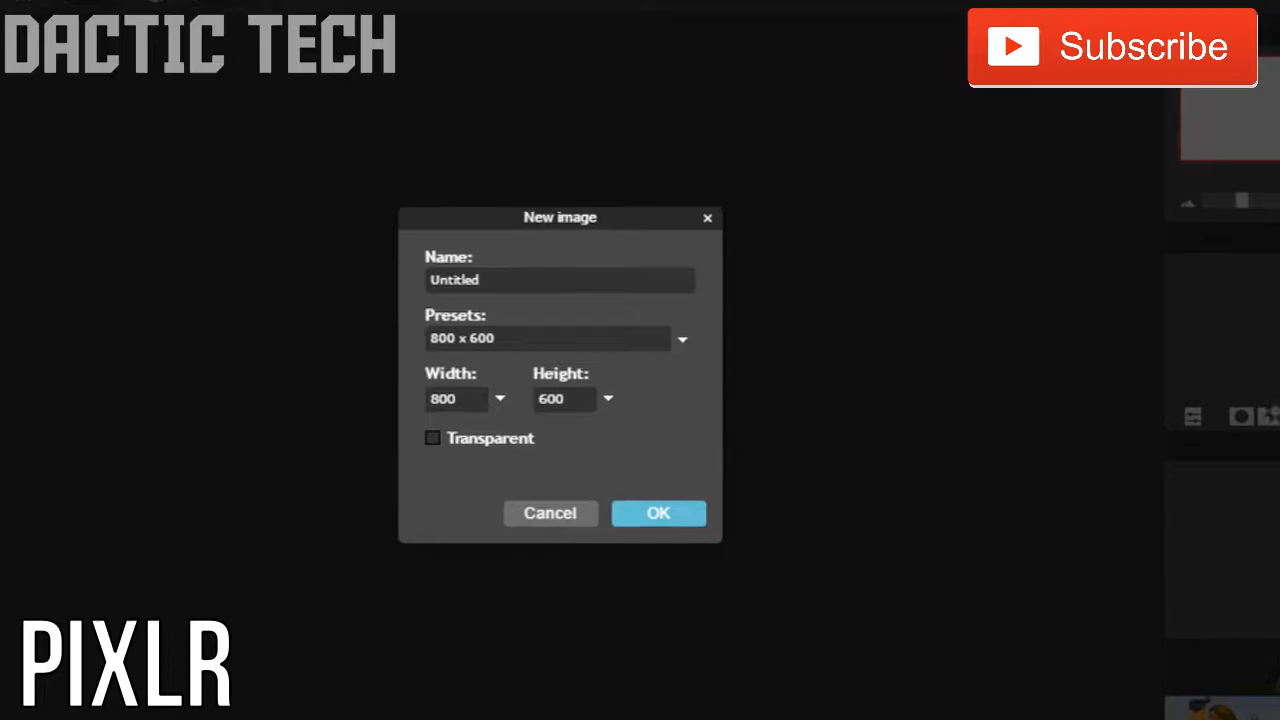 DACTIC TECH
Subscribe
New image
Name:
Untitled
Presets:
800 x 600
Width:
Height:
800
600
Transparent
Cancel
OK
PIXLR